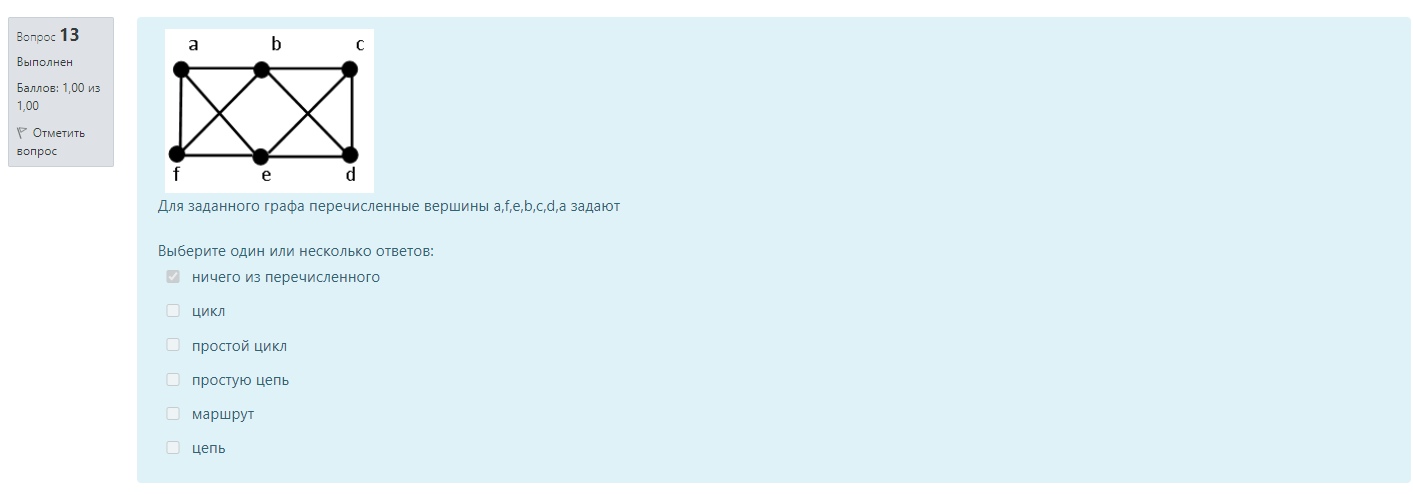 Вопрос 13
Выполнен
Баллов: 1,00 из
1,00
Отметить
вопрос
a b c
f e d
Для заданного графа перечисленные вершины a,f,e,b,c,d,a задают
Выберите один или несколько ответов:
ничего из перечисленного
цикл
простой цикл
простую цепь
маршрут
цепь